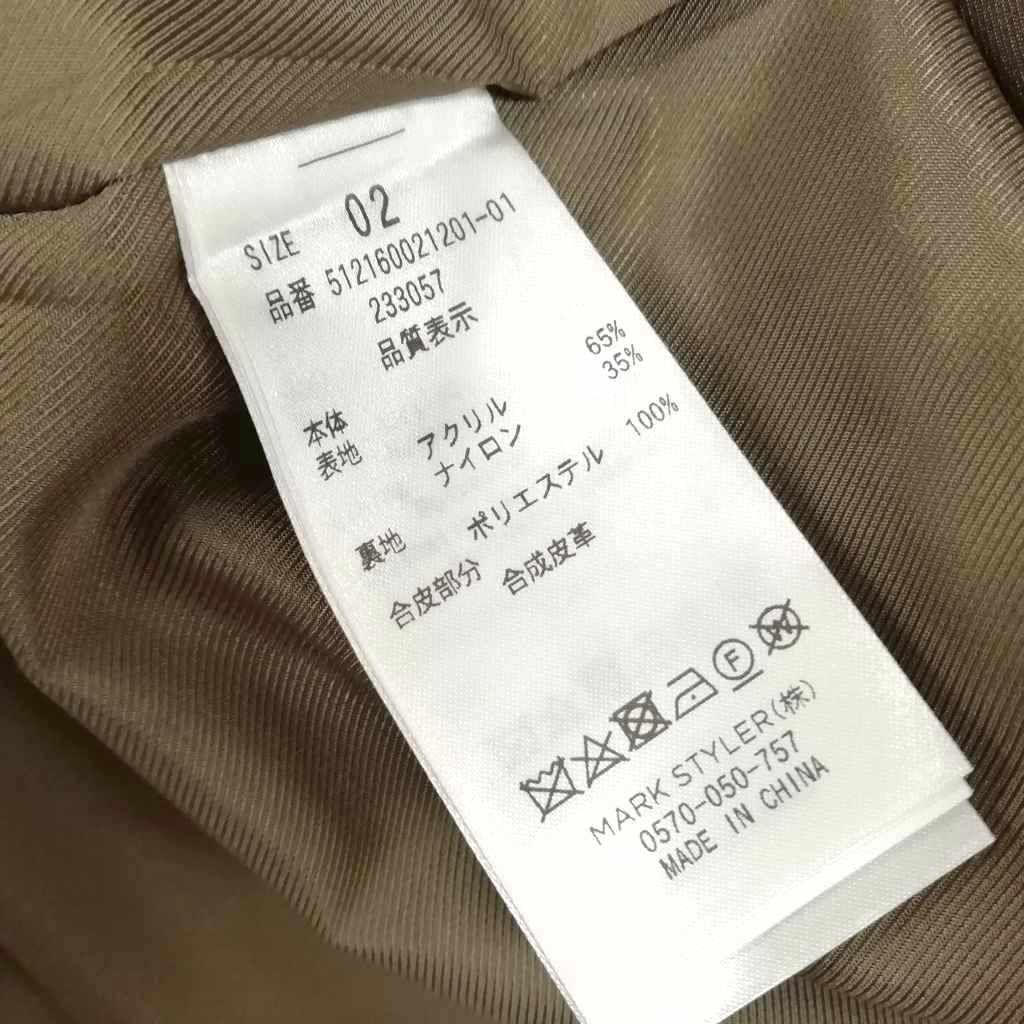 SIZE 02
品番 512160021201-01
233057
品質表示
本体
表地 アクリル 65%
ナイロン 35%
裏地 ポリエステル 100%
合皮部分 合成皮革
F W
MARK STYLER(株)
0570-050-757
MADE IN CHINA